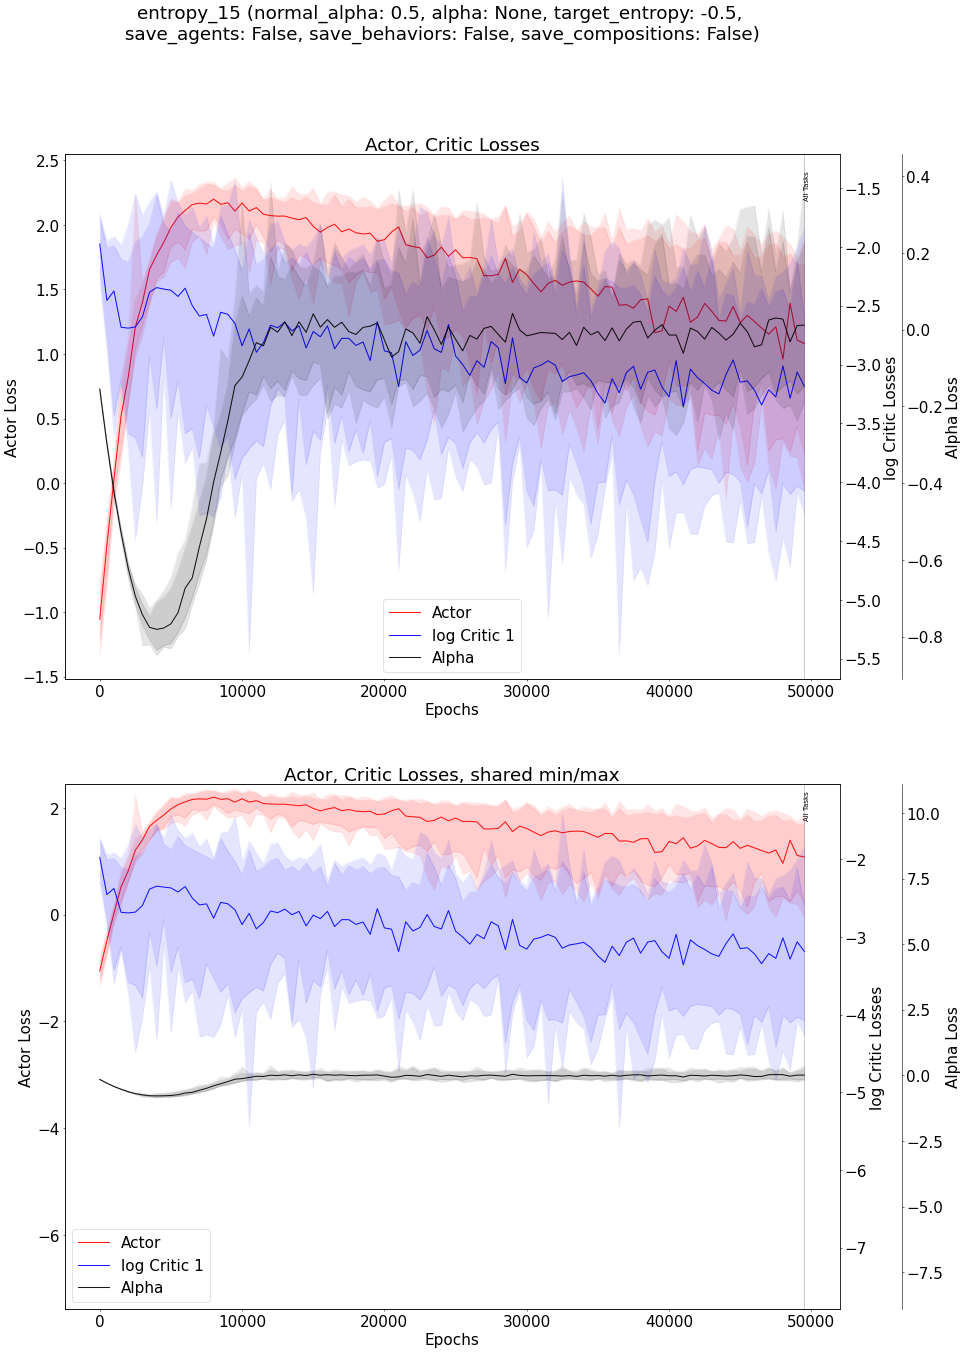 entropy_15 (normal_alpha: 0.5, alpha: None, target_entropy: -0.5,
save_agents: False, save_behaviors: False, save_compositions: False)
Actor, Critic Losses
2.5
2.0
1.5
1.0
0.5
0.0
−0.5
−1.0
−1.5
Actor Loss
0
10000
20000
30000
40000
50000
Epochs
All Tasks
Actor
log Critic 1
Alpha
−1.5
−2.0
−2.5
−3.0
−3.5
−4.0
−4.5
−5.0
−5.5
log Critic Losses
0.4
0.2
0.0
−0.2
−0.4
−0.6
−0.8
Alpha Loss
Actor, Critic Losses, shared min/max
2
0
−2
−4
−6
Actor Loss
0
10000
20000
30000
40000
50000
Epochs
All Tasks
Actor
log Critic 1
Alpha
−2
−3
−4
−5
−6
−7
log Critic Losses
10.0
7.5
5.0
2.5
0.0
−2.5
−5.0
−7.5
Alpha Loss